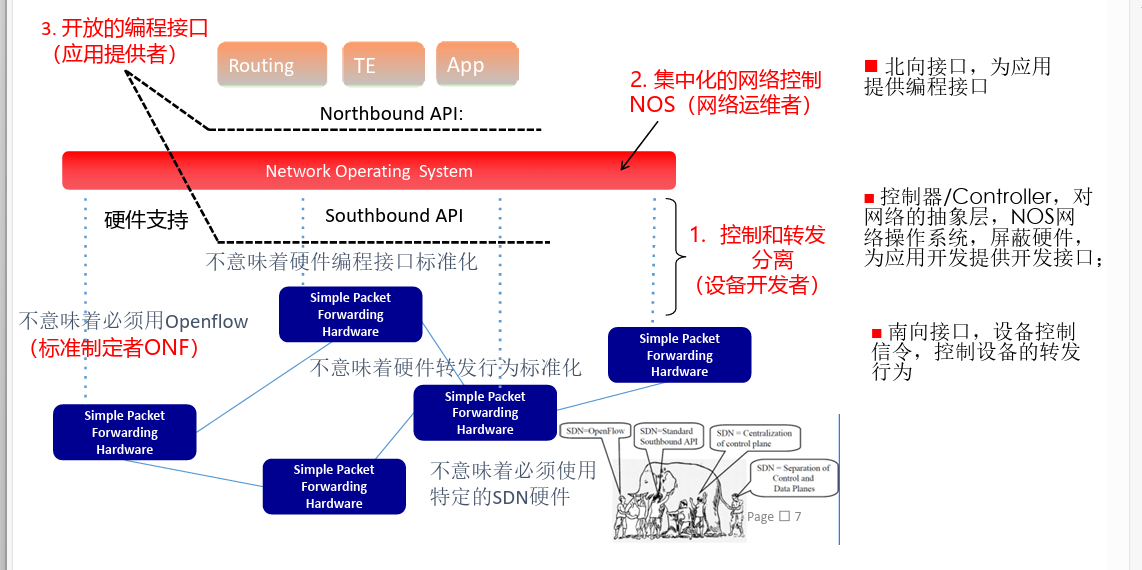 3. 开放的编程接口
（应用提供者）
Routing
TE
App
2. 集中化的网络控制
NOS（网络运维者）
北向接口，为应用
提供编程接口
Northbound API:
Network Operating System
硬件支持
Southbound API
控制器/Controller，对
网络的抽象层，NOS网
络操作系统，屏蔽硬件，
为应用开发提供开发接口；
1. 控制和转发
分离
（设备开发者）
不意味着硬件编程接口标准化
不意味着必须用Openflow
（标准制定者ONF）
Simple Packet
Forwarding
Hardware
Simple Packet
Forwarding
Hardware
南向接口，设备控制
信令，控制设备的转发
行为
不意味着硬件转发行为标准化
Simple Packet
Forwarding
Hardware
Simple Packet
Forwarding
Hardware
Simple Packet
Forwarding
Hardware
不意味着必须使用
特定的SDN硬件
SDN=OpenFlow
SDN=Standard
Southbound API
SDN = Centralization
of control plane
SDN = Separation of
Control and
Data Planes
Page □ 7